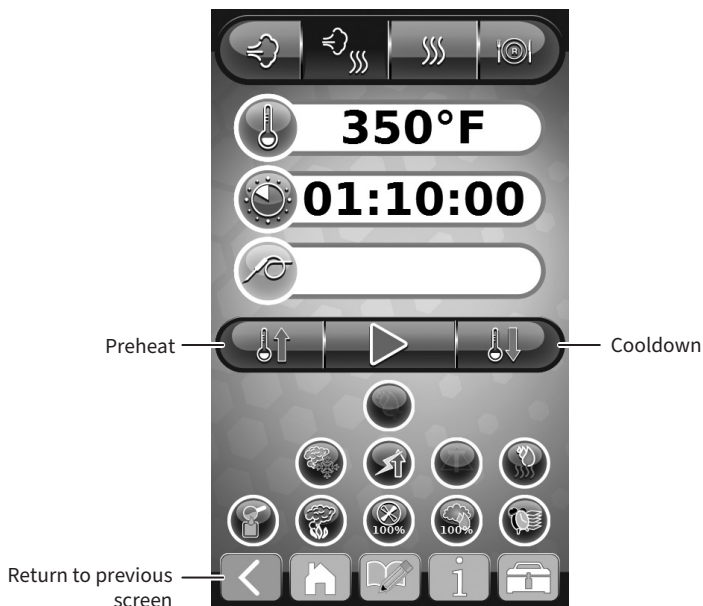 350°F
01:10:00
Preheat
Cooldown
100%
100%
Return to previous
screen
i